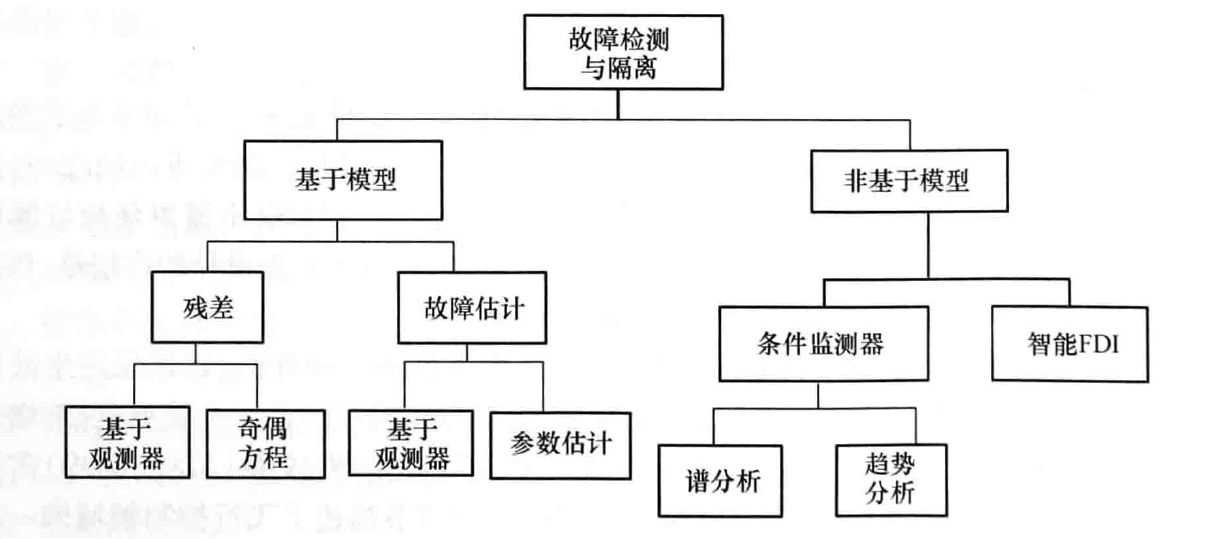 故障检测
与隔离
基于模型
非基于模型
残差
故障估计
条件监测器
智能FDI
基于
观测器
奇偶
方程
基于
观测器
参数估计
谱分析
趋势
分析